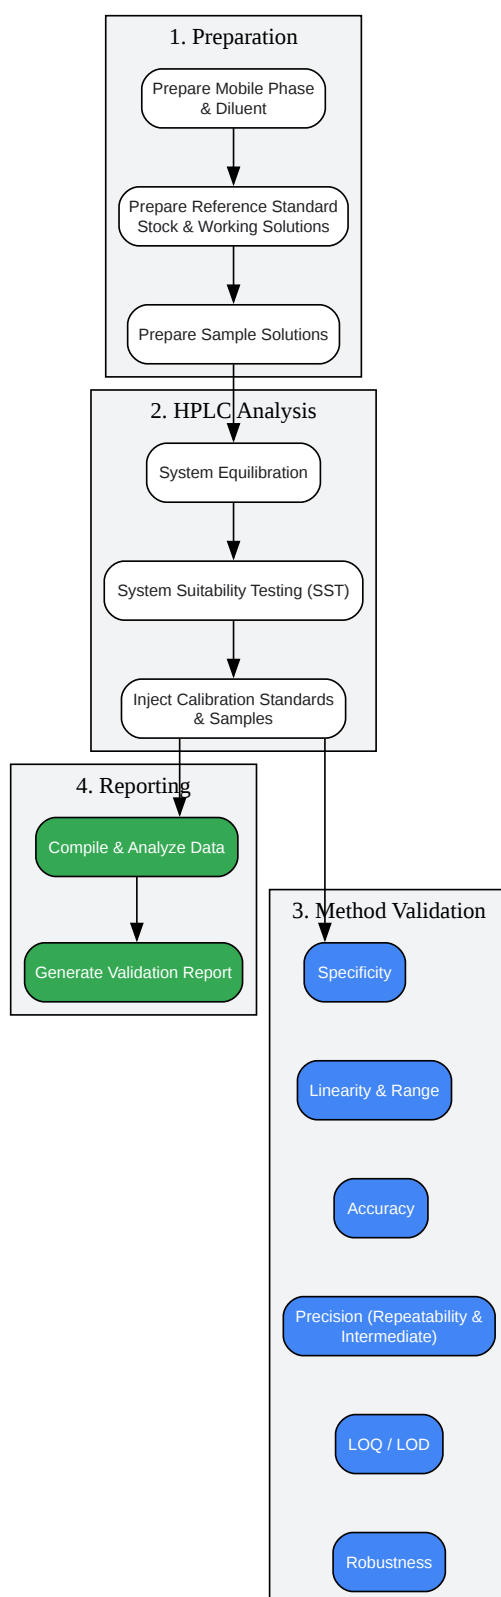 1. Preparation
Prepare Mobile Phase
& Diluent
Prepare Reference Standard
Stock & Working Solutions
Prepare Sample Solutions
2. HPLC Analysis
System Equilibration
System Suitability Testing (SST)
Inject Calibration Standards
& Samples
4. Reporting
Compile & Analyze Data
Generate Validation Report
3. Method Validation
Specificity
Linearity & Range
Accuracy
Precision (Repeatability &
Intermediate)
LOQ / LOD
Robustness